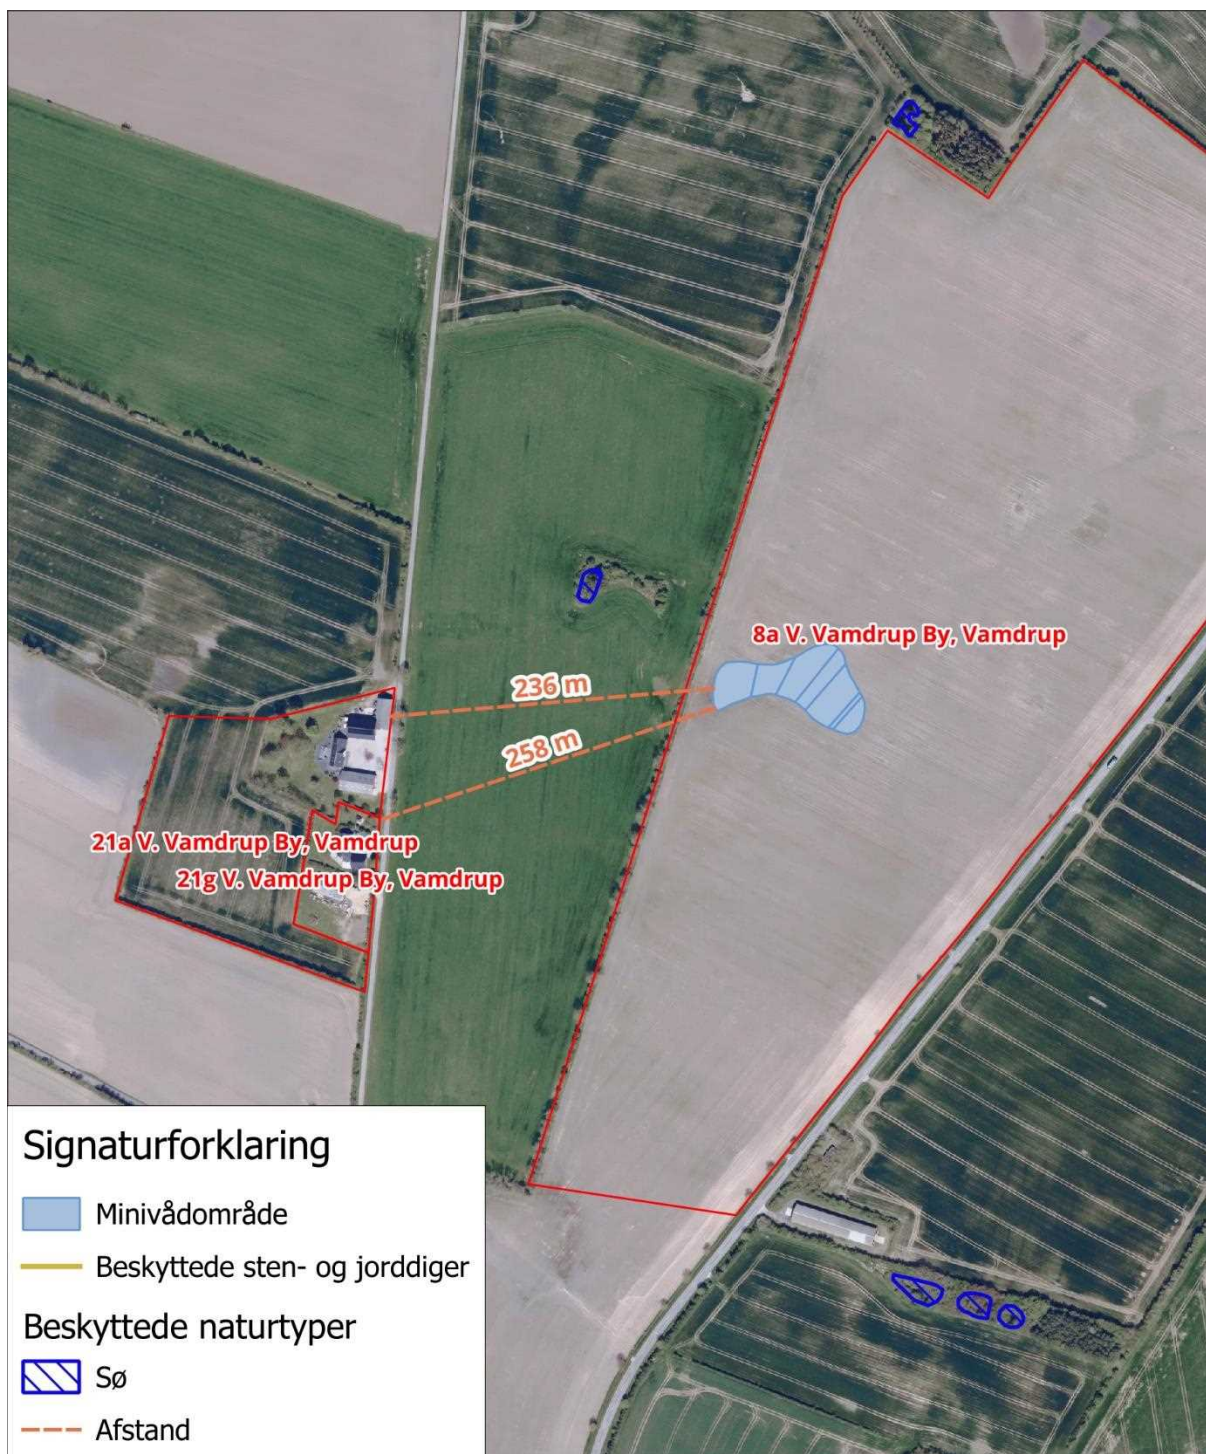 8a V. Vamdrup By, Vamdrup
236 m
258 m
21a V. Vamdrup By, Vamdrup
21g V. Vamdrup By, Vamdrup
Signaturforklaring
Minivådområde
Beskyttede sten- og jorddiger
Beskyttede naturtyper
Sø
Afstand